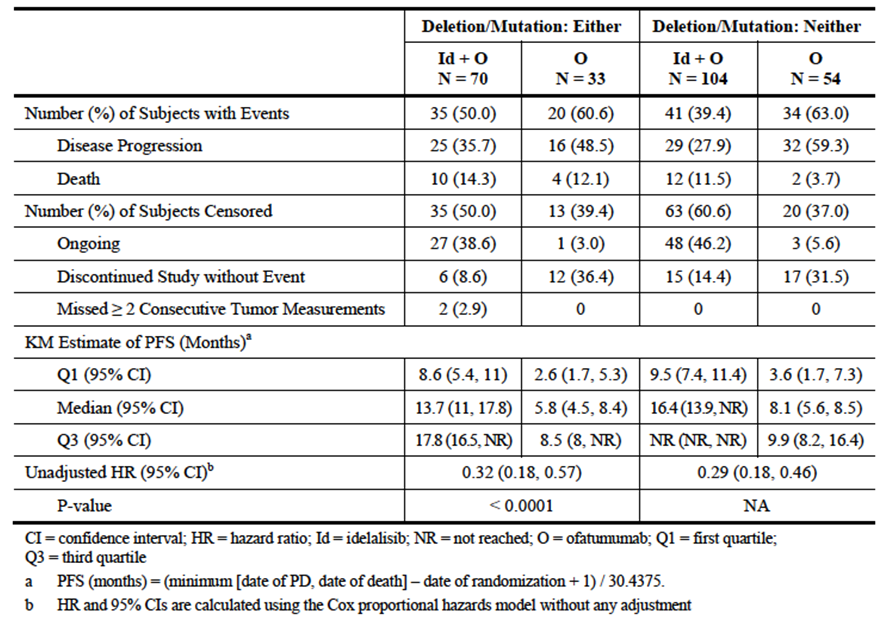 Deletion/Mutation: Either Deletion/Mutation: Neither
Id + O O Id + O O
N = 70 N = 33 N = 104 N = 54
Number (%) of Subjects with Events 35 (50.0) 20 (60.6) 41 (39.4) 34 (63.0)
Disease Progression 25 (35.7) 16 (48.5) 29 (27.9) 32 (59.3)
Death 10 (14.3) 4 (12.1) 12 (11.5) 2 (3.7)
Number (%) of Subjects Censored 35 (50.0) 13 (39.4) 63 (60.6) 20 (37.0)
Ongoing 27 (38.6) 1 (3.0) 48 (46.2) 3 (5.6)
Discontinued Study without Event 6 (8.6) 12 (36.4) 15 (14.4) 17 (31.5)
Missed ≥ 2 Consecutive Tumor Measurements 2 (2.9) 0 0 0
KM Estimate of PFS (Months)a
Q1 (95% CI) 8.6 (5.4, 11) 2.6 (1.7, 5.3) 9.5 (7.4, 11.4) 3.6 (1.7, 7.3)
Median (95% CI) 13.7 (11, 17.8) 5.8 (4.5, 8.4) 16.4 (13.9, NR) 8.1 (5.6, 8.5)
Q3 (95% CI) 17.8 (16.5, NR) 8.5 (8, NR) NR (NR, NR) 9.9 (8.2, 16.4)
Unadjusted HR (95% CI)b 0.32 (0.18, 0.57) 0.29 (0.18, 0.46)
P-value < 0.0001 NA
CI = confidence interval; HR = hazard ratio; Id = idelalisib; NR = not reached; O = ofatumumab; Q1 = first quartile;
Q3 = third quartile
a PFS (months) = (minimum [date of PD, date of death] – date of randomization + 1) / 30.4375.
b HR and 95% CIs are calculated using the Cox proportional hazards model without any adjustment